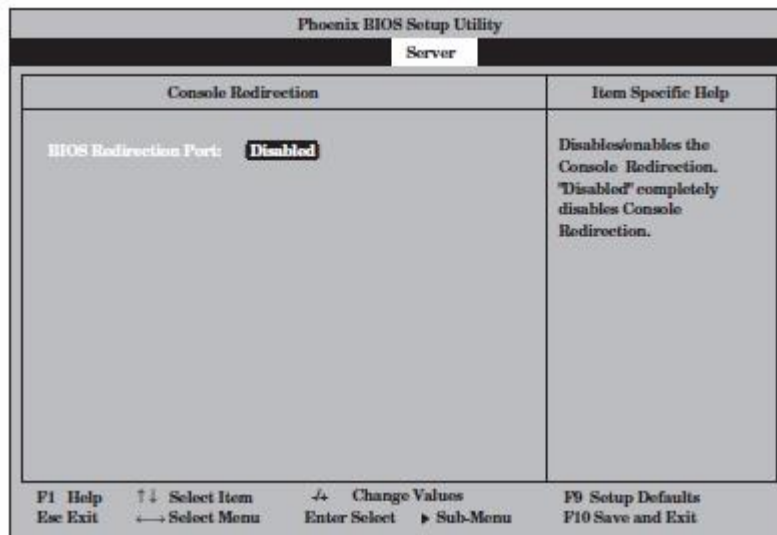 Phoenix BIOS Setup Utility
Server
Console Redirection
Item Specific Help
BIOS Redirection Port: [Disabled]
Disables/enables the
Console Redirection.
"Disabled" completely
disables Console
Redirection.
F1 Help ↑↓ Select Item -/+ Change Values F9 Setup Defaults
Esc Exit ←→ Select Menu Enter Select ▶ Sub-Menu F10 Save and Exit